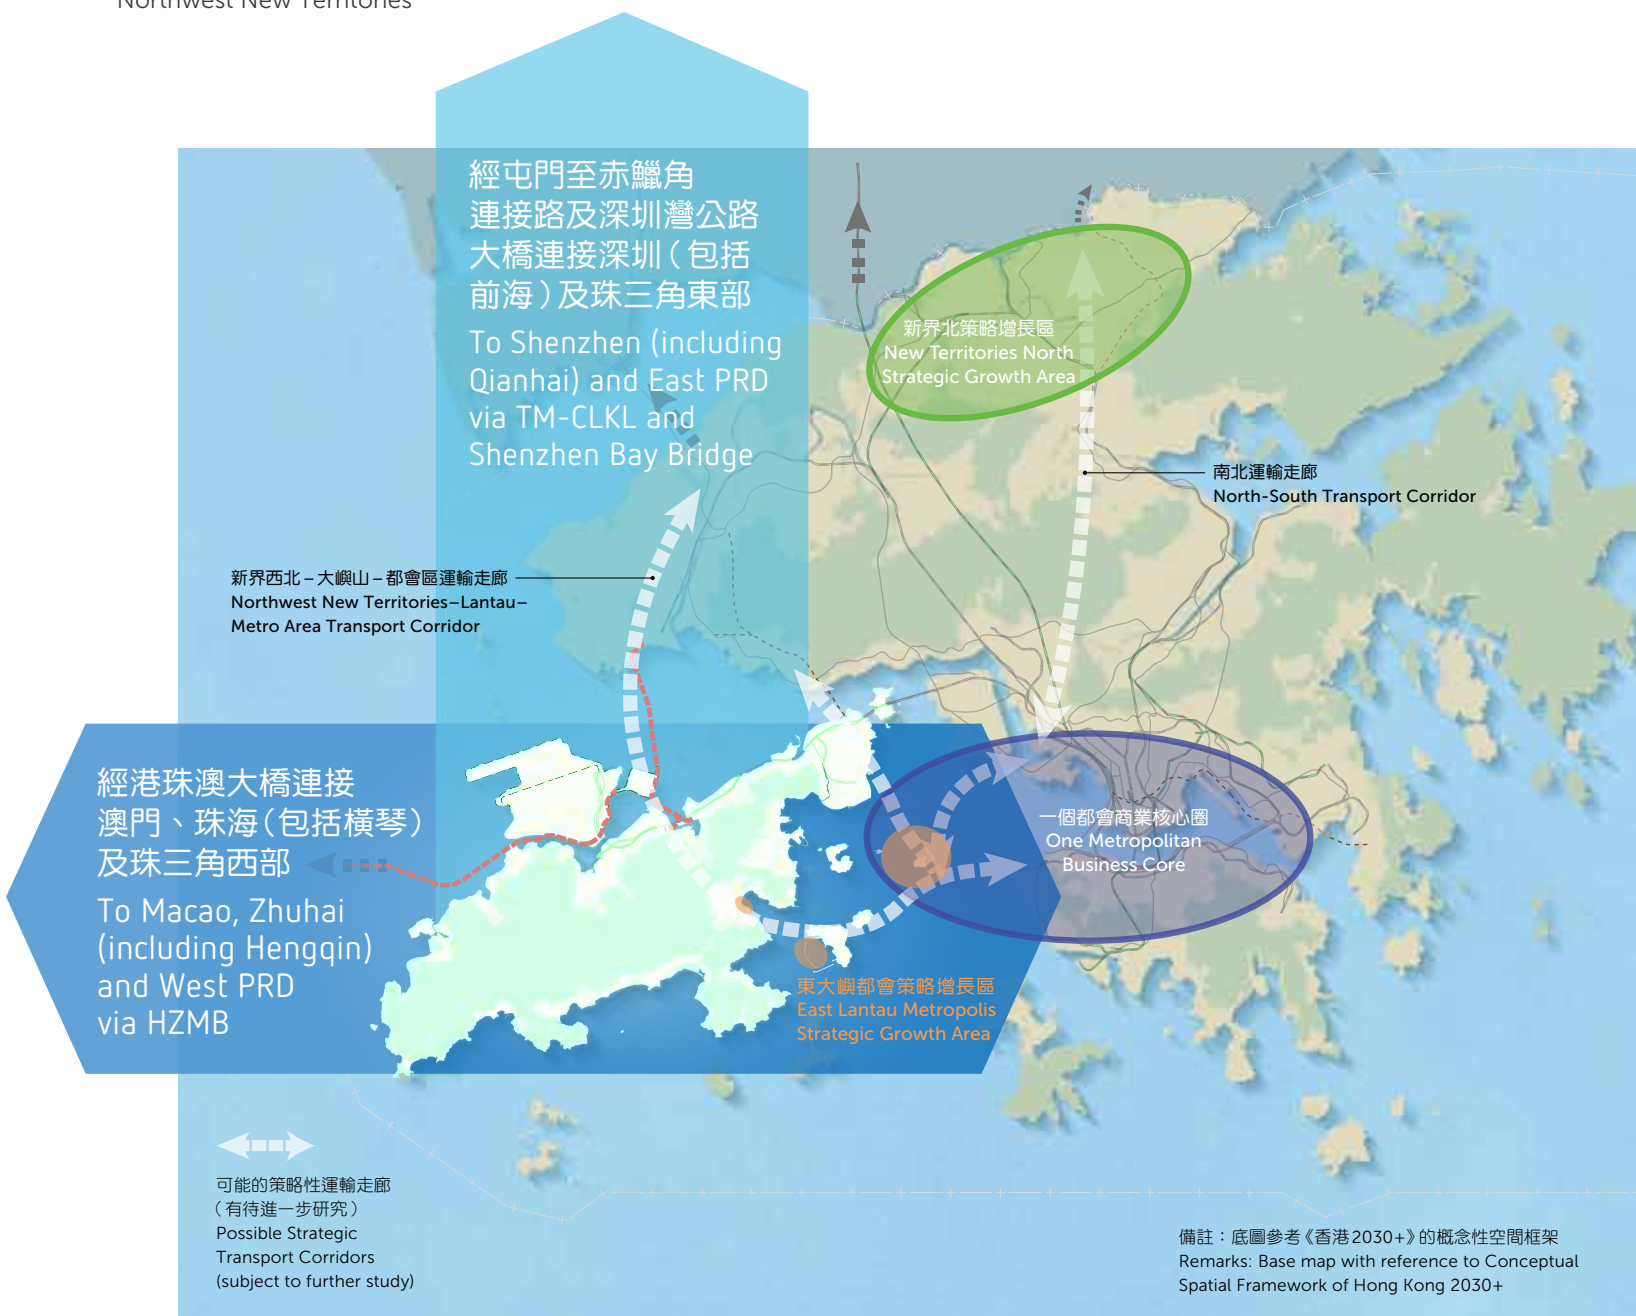 Northwest New Territories
經屯門至赤鱲角
連接路及深圳灣公路
大橋連接深圳（包括
前海）及珠三角東部
To Shenzhen (including
Qianhai) and East PRD
via TM-CLKL and
Shenzhen Bay Bridge
新界北策略增長區
New Territories North
Strategic Growth Area
南北運輸走廊
North-South Transport Corridor
新界西北–大嶼山–都會區運輸走廊
Northwest New Territories–Lantau–
Metro Area Transport Corridor
經港珠澳大橋連接
澳門、珠海（包括橫琴）
及珠三角西部
To Macao, Zhuhai
(including Hengqin)
and West PRD
via HZMB
一個都會商業核心圈
One Metropolitan
Business Core
東大嶼都會策略增長區
East Lantau Metropolis
Strategic Growth Area
可能的策略性運輸走廊
（有待進一步研究）
Possible Strategic
Transport Corridors
(subject to further study)
備註：底圖參考《香港2030+》的概念性空間框架
Remarks: Base map with reference to Conceptual
Spatial Framework of Hong Kong 2030+